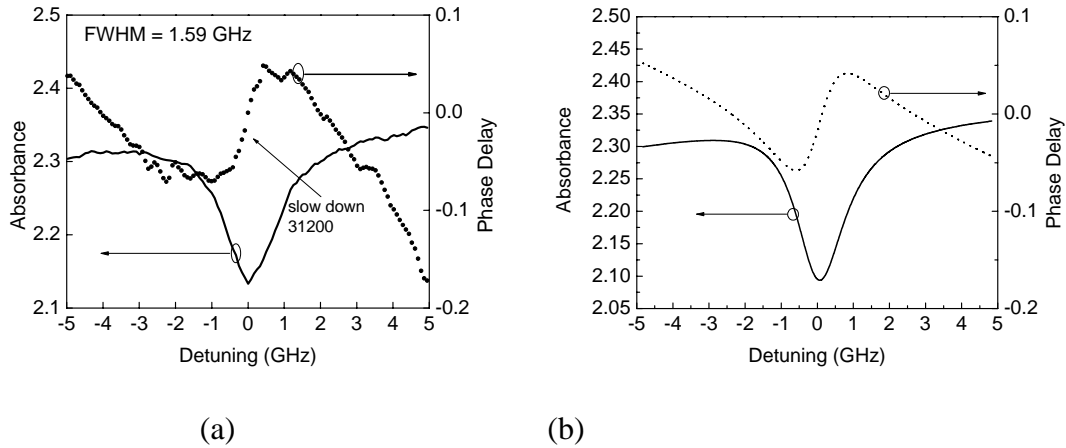 FWHM = 1.59 GHz
2.5
2.4
2.3
2.2
2.1
Absorbance
0.1
0.0
-0.1
-0.2
Phase Delay
slow down
31200
-5 -4 -3 -2 -1 0 1 2 3 4 5
Detuning (GHz)
(a)
2.50
2.45
2.40
2.35
2.30
2.25
2.20
2.15
2.10
2.05
Absorbance
0.1
0.0
-0.1
-0.2
Phase Delay
-5 -4 -3 -2 -1 0 1 2 3 4 5
Detuning (GHz)
(b)